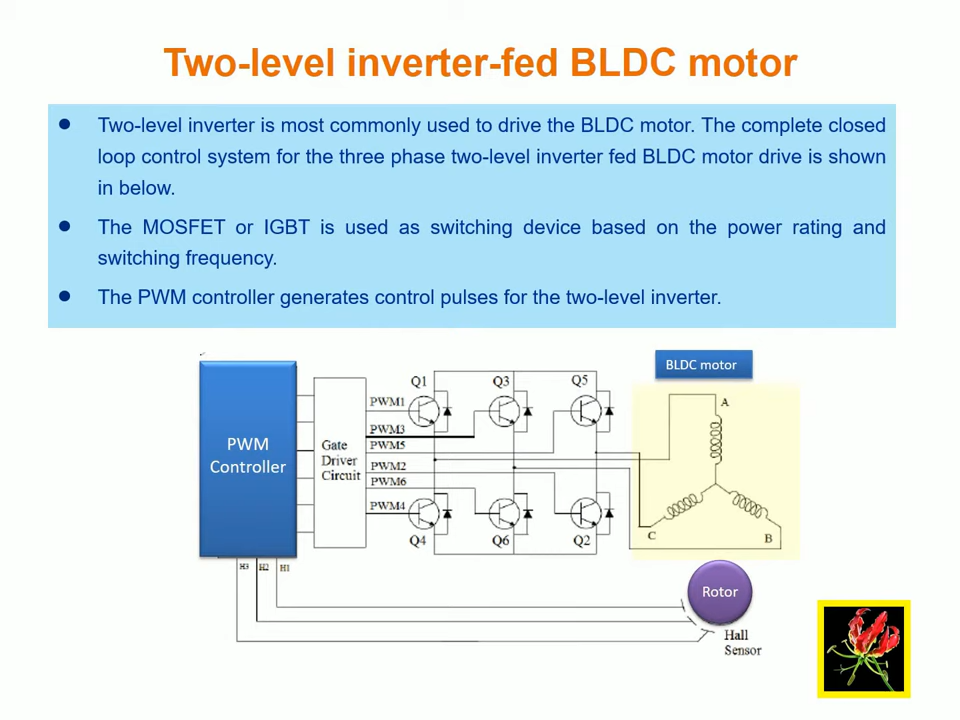 Two-level inverter-fed BLDC motor
● Two-level inverter is most commonly used to drive the BLDC motor. The complete closed
loop control system for the three phase two-level inverter fed BLDC motor drive is shown
in below.
● The MOSFET or IGBT is used as switching device based on the power rating and
switching frequency.
● The PWM controller generates control pulses for the two-level inverter.
BLDC motor
PWM
Controller
Gate
Driver
Circuit
PWM1
PWM3
PWM5
PWM2
PWM6
PWM4
Q1
Q3
Q5
Q4
Q6
Q2
A
C
B
H3
H2
H1
Rotor
Hall
Sensor